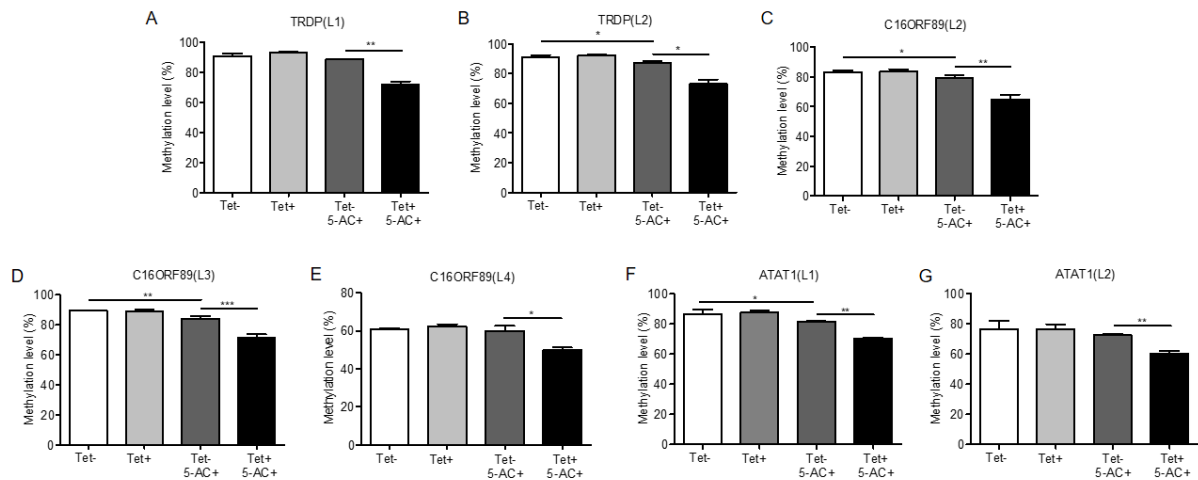 A
TRDP(L1)
Methylation level (%)
100
80
60
40
20
0
**
Tet- Tet+ Tet- Tet+
5-AC+ 5-AC+
B
TRDP(L2)
Methylation level (%)
100
80
60
40
20
0
*
*
Tet- Tet+ Tet- Tet+
5-AC+ 5-AC+
C
C16ORF89(L2)
Methylation level (%)
100
80
60
40
20
0
*
**
Tet- Tet+ Tet- Tet+
5-AC+ 5-AC+
D
C16ORF89(L3)
Methylation level (%)
100
80
60
40
20
0
**
***
Tet- Tet+ Tet- Tet+
5-AC+ 5-AC+
E
C16ORF89(L4)
Methylation level (%)
80
60
40
20
0
*
Tet- Tet+ Tet- Tet+
5-AC+ 5-AC+
F
ATAT1(L1)
Methylation level (%)
100
80
60
40
20
0
*
**
Tet- Tet+ Tet- Tet+
5-AC+ 5-AC+
G
ATAT1(L2)
Methylation level (%)
100
80
60
40
20
0
**
Tet- Tet+ Tet- Tet+
5-AC+ 5-AC+